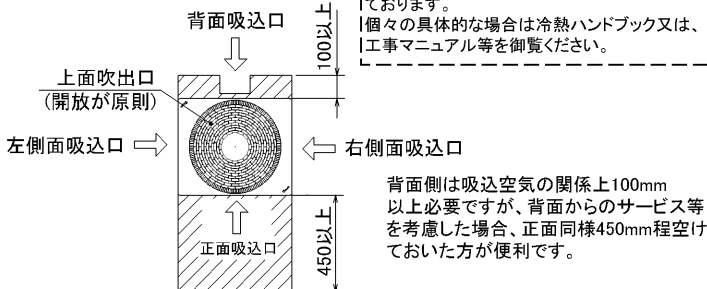 ております。
個々の具体的な場合は冷熱ハンドブック又は、
工事マニュアル等を御覧ください。
背面吸込口
100以上
上面吹出口
(開放が原則)
左側面吸込口
右側面吸込口
正面吸込口
450以上
背面側は吸込空気の関係上100mm
以上必要ですが、背面からのサービス等
を考慮した場合、正面同様450mm程空け
ておいた方が便利です。